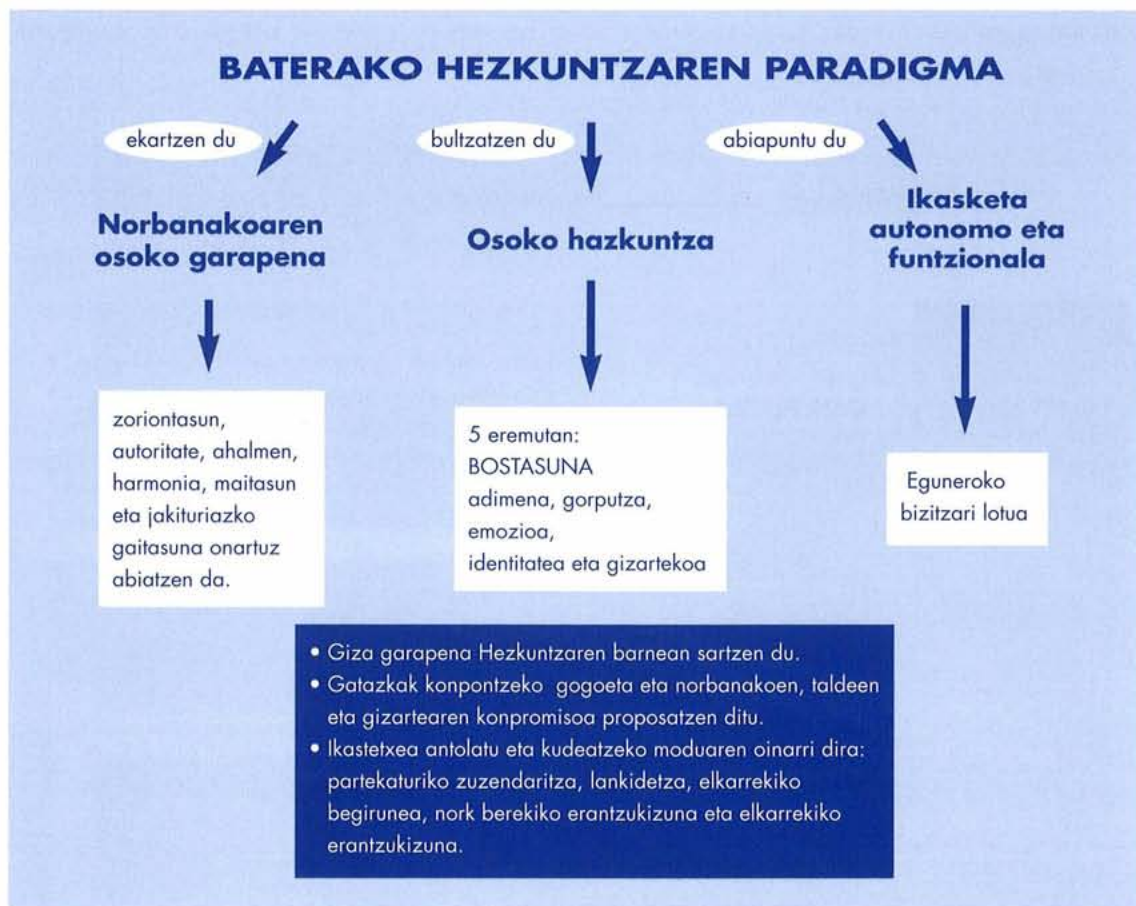 BATERAKO HEZKUNTZAREN PARADIGMA
ekartzen du
bultzatzen du
abiapuntu du
Norbanakoaren
osoko garapena
Osoko hazkuntza
Ikasketa
autonomo eta
funtzionala
zoriontasun,
autoritate, ahalmen,
harmonia, maitasun
eta jakituriazko
gaitasuna onartuz
abiatzen da.
5 eremutan:
BOSTASUNA
adimena, gorputza,
emozioa,
identitatea eta gizartekoa
Eguneroko
bizitzari lotua
• Giza garapena Hezkuntzaren barnean sartzen du.
• Gatazkak konpontzeko gogoeta eta norbanakoen, taldeen
eta gizartearen konpromisoa proposatzen ditu.
• Ikastetxea antolatu eta kudeatzeko moduaren oinarri dira:
partekaturiko zuzendaritza, lankidetza, elkarrekiko
begirunea, nork berekiko erantzukizuna eta elkarrekiko
erantzukizuna.